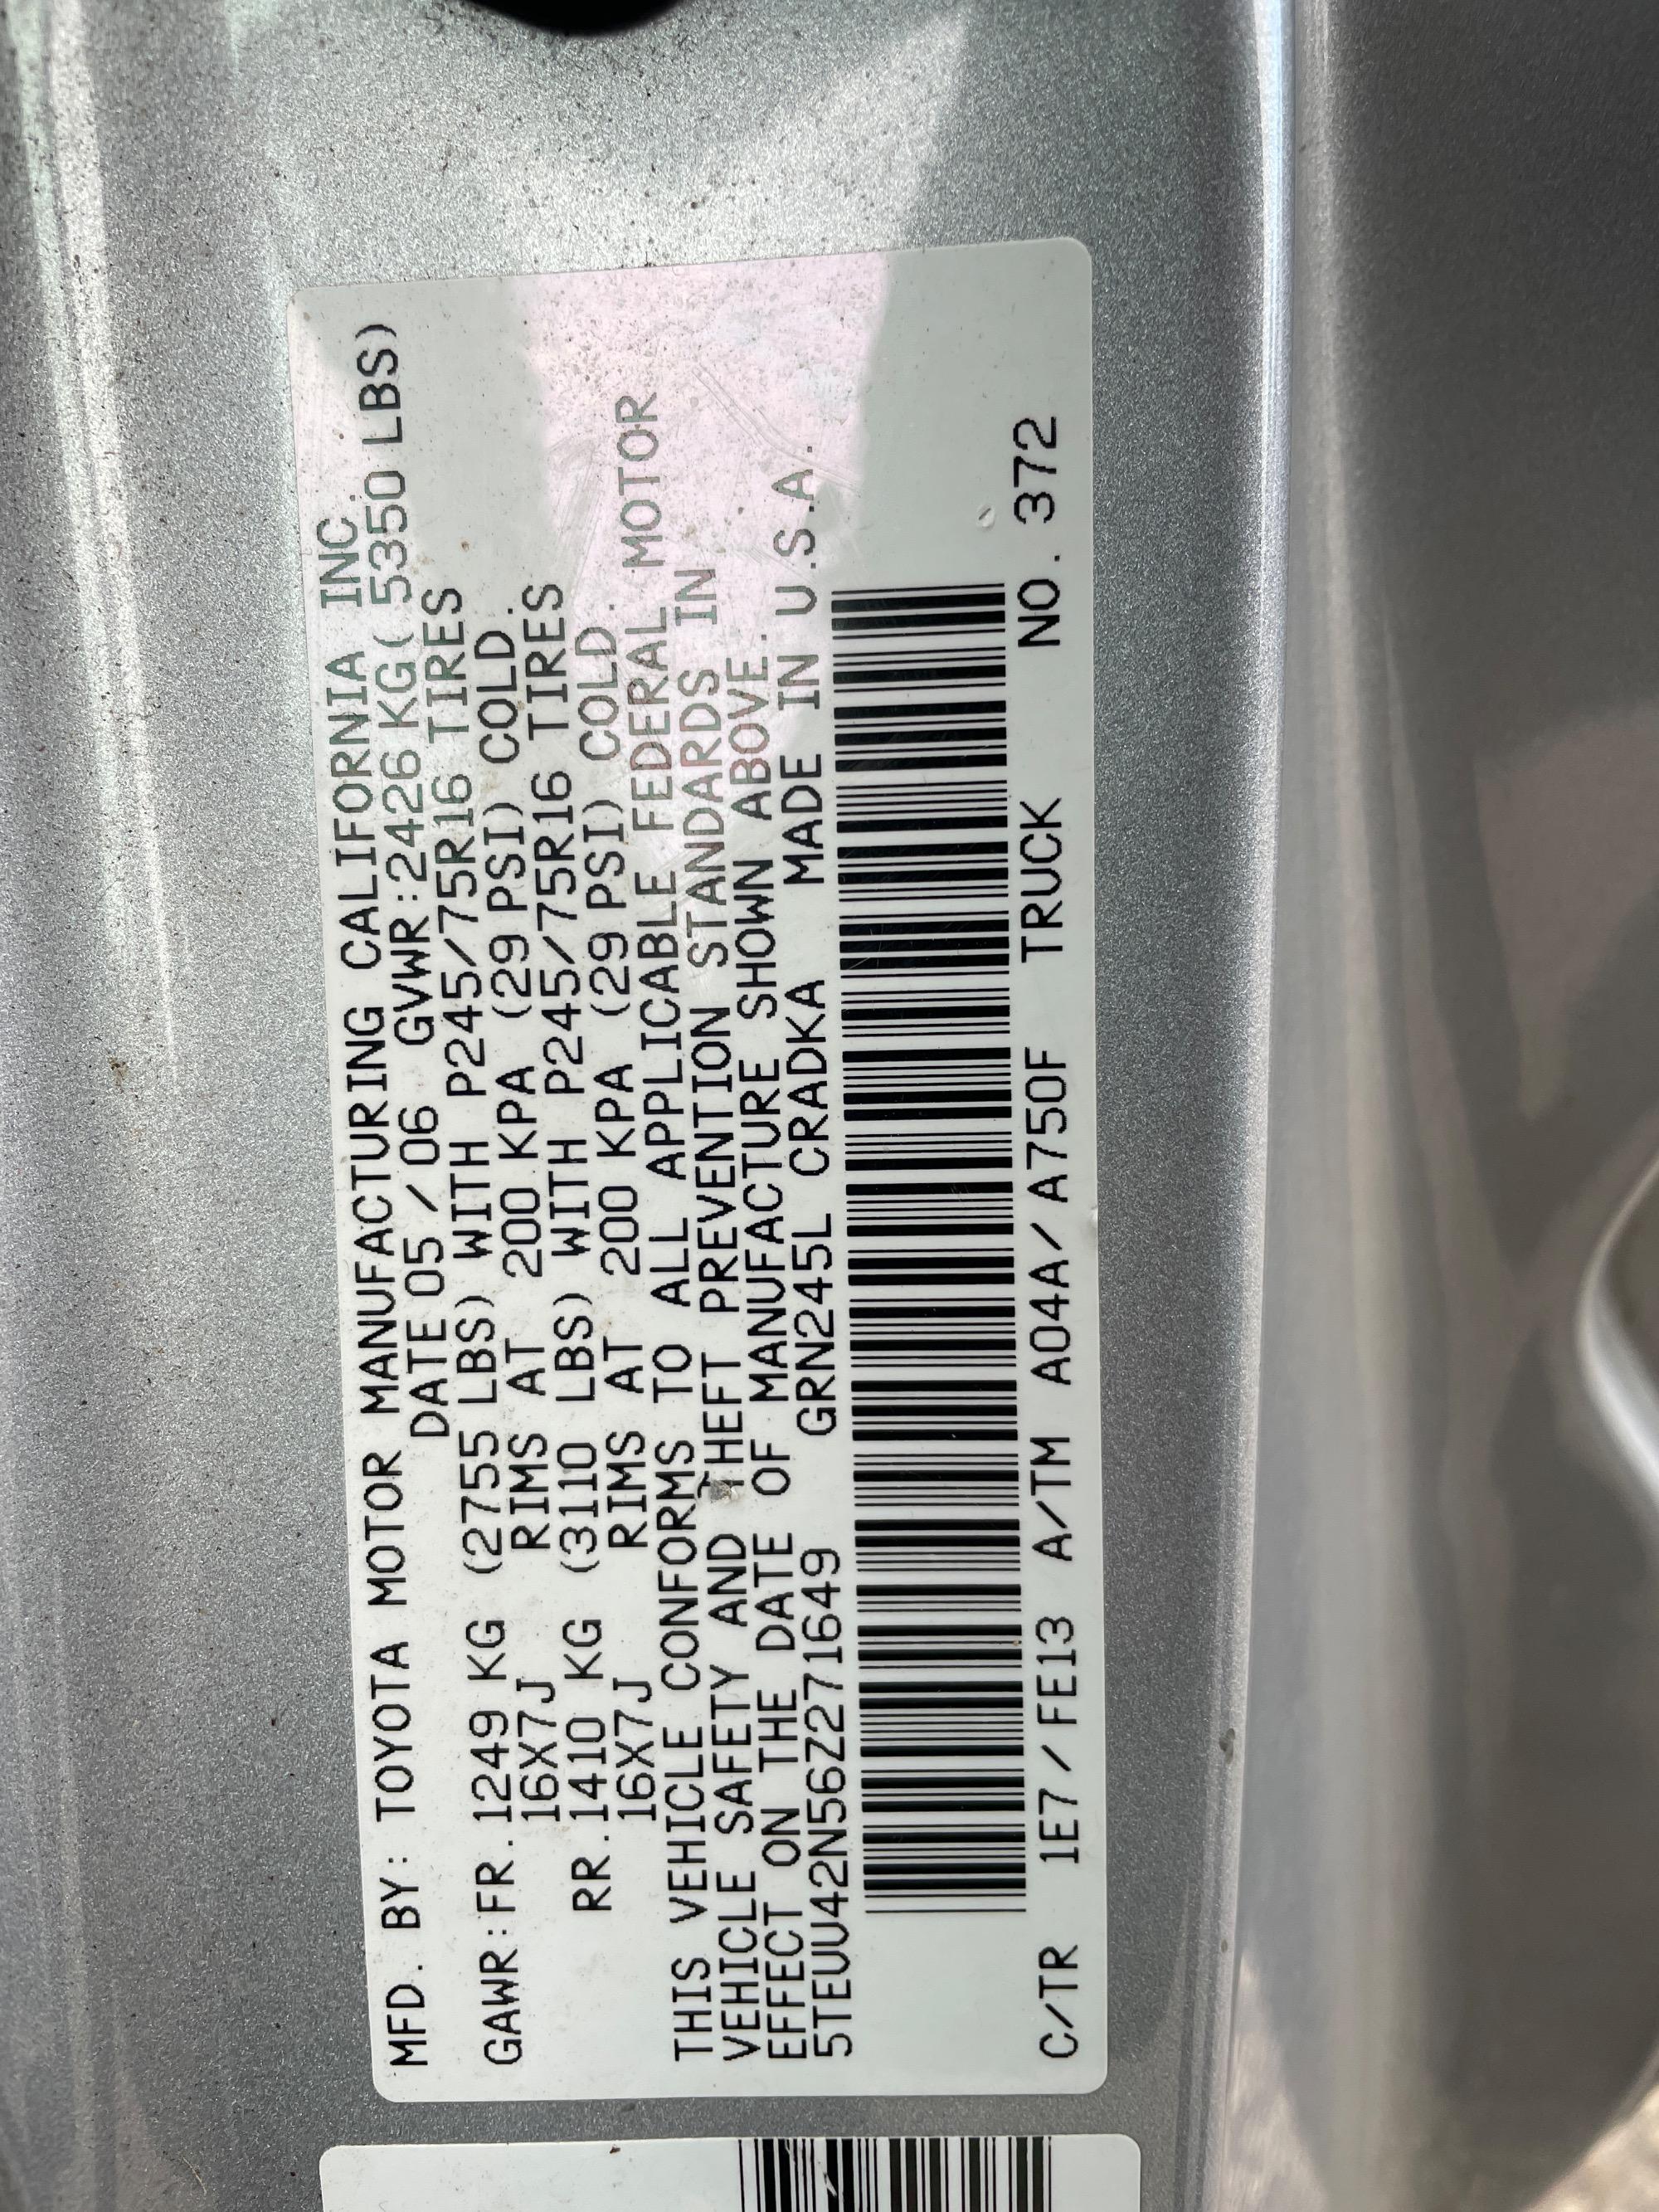 MFD. BY: TOYOTA MOTOR MANUFACTURING CALIFORNIA INC.
DATE 05/06 GVWR:2426KG( 5350 LBS)
GAWR:FR.1249 KG (2755 LBS) WITH P245/75R16 TIRES
16X7J RIMS AT 200 KPA (29 PSI) COLD.
RR.1410 KG (3110 LBS) WITH P245/75R16 TIRES
16X7J RIMS AT 200 KPA (29 PSI) COLD.
THIS VEHICLE CONFORMS TO ALL APPLICABLE FEDERAL MOTOR
VEHICLE SAFETY AND THEFT PREVENTION STANDARDS IN
EFFECT ON THE DATE OF MANUFACTURE SHOWN ABOVE.
5TEUU42N56Z271649 GRN245L CRADKA MADE IN U.S.A.
C/TR 1E7/FE13 A/TM A04A/A750F TRUCK NO. 372